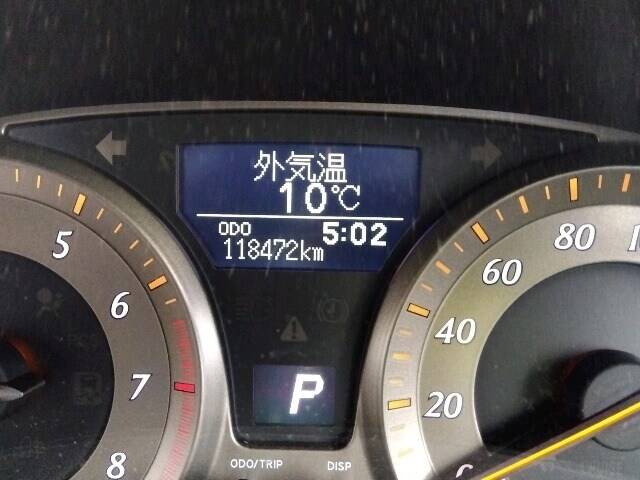 外気温
10℃
ODO
5:02
118472km
5
6
7
8
20
40
60
80
P
ODO/TRIP
DISP